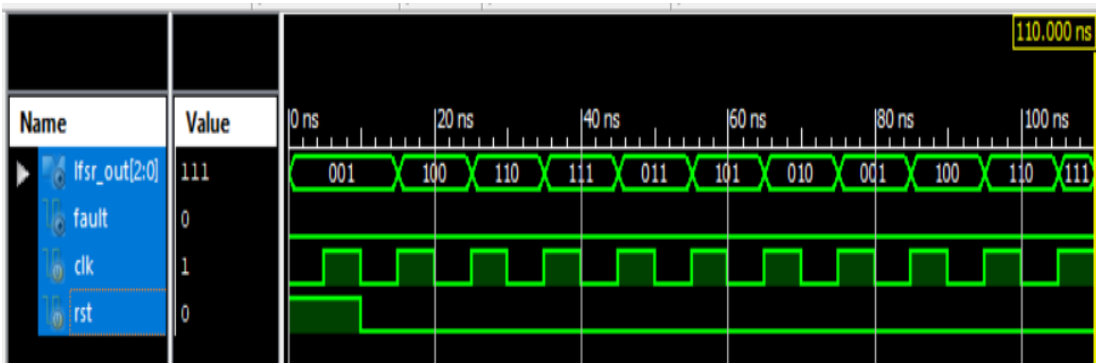 110.000 ns
Name Value 0 ns 20 ns 40 ns 60 ns 80 ns 100 ns
lfsr_out[2:0] 111 001 100 110 111 011 101 010 001 100 110 111
fault 0
clk 1
rst 0